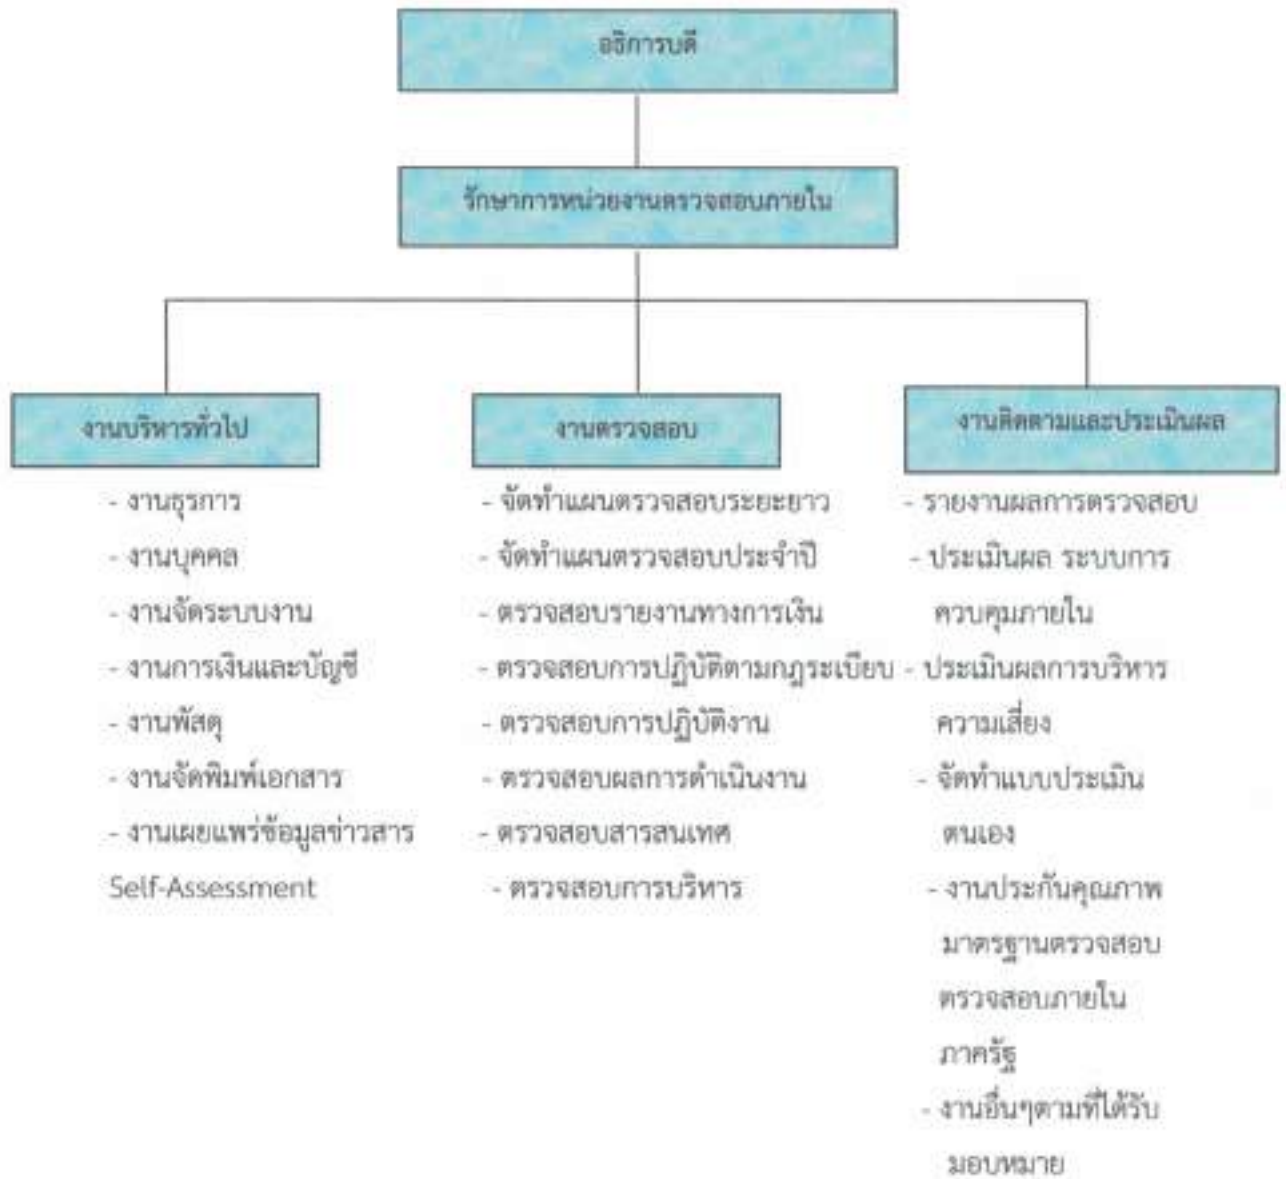 อธิการบดี
รักษาการหน่วยงานตรวจสอบภายใน
งานบริหารทั่วไป
- งานธุรการ
- งานบุคคล
- งานจัดระบบงาน
- งานการเงินและบัญชี
- งานพัสดุ
- งานจัดพิมพ์เอกสาร
- งานเผยแพร่ข้อมูลข่าวสาร
Self-Assessment
งานตรวจสอบ
- จัดทำแผนตรวจสอบระยะยาว
- จัดทำแผนตรวจสอบประจำปี
- ตรวจสอบรายงานทางการเงิน
- ตรวจสอบการปฏิบัติตามกฎระเบียบ
- ตรวจสอบการปฏิบัติงาน
- ตรวจสอบผลการดำเนินงาน
- ตรวจสอบสารสนเทศ
- ตรวจสอบการบริหาร
งานติดตามและประเมินผล
- รายงานผลการตรวจสอบ
- ประเมินผล ระบบการ
ควบคุมภายใน
- ประเมินผลการบริหาร
ความเสี่ยง
- จัดทำแบบประเมิน
ตนเอง
- งานประกันคุณภาพ
มาตรฐานตรวจสอบ
ตรวจสอบภายใน
ภาครัฐ
- งานอื่นๆตามที่ได้รับ
มอบหมาย